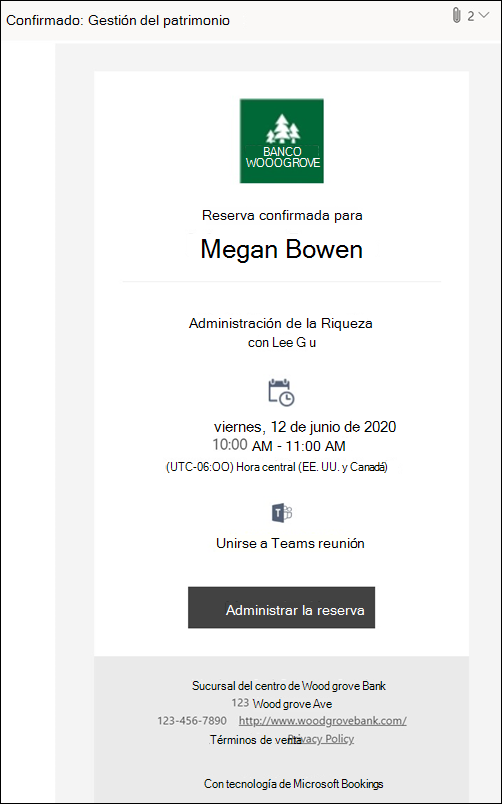 Confirmado: Gestión del patrimonio 2
BANCO
WOOOGROVE
Reserva confirmada para
Megan Bowen
Administración de la Riqueza
con Lee G u
viernes, 12 de junio de 2020
10:00 AM - 11:00 AM
(UTC-06:OO) Hora central (EE. UU. y Canadá)
Unirse a Teams reunión
Administrar la reserva
Sucursal del centro de Wood grove Bank
123 Wood grove Ave
123-456-7890 http://www.woodgrovebank.com/
Términos de venta Privacy Policy
Con tecnología de Microsoft Bookings